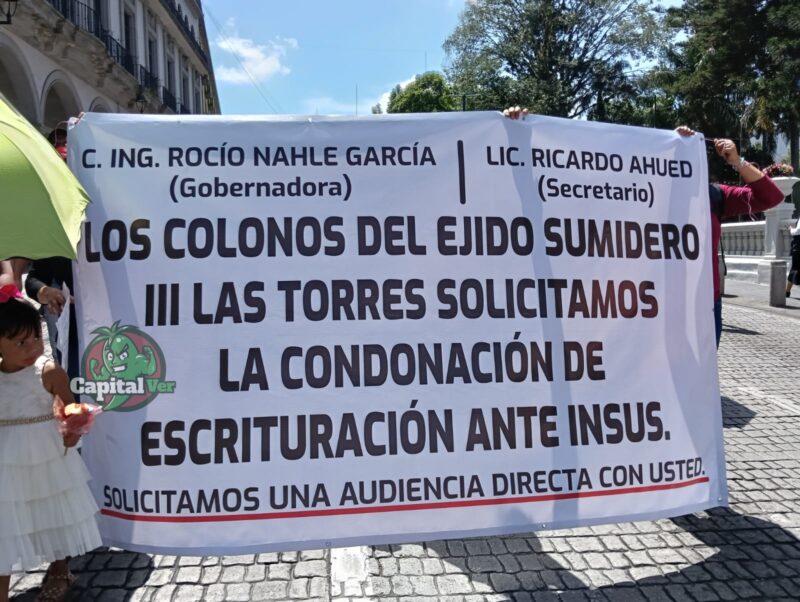 C. ING. ROCÍO NAHLE GARCÍA
(Gobernadora)
LIC. RICARDO AHUED
(Secretario)
LOS COLONOS DEL EJIDO SUMIDERO
III LAS TORRES SOLICITAMOS
LA CONDONACIÓN DE
ESCRITURACIÓN ANTE INSUS.
SOLICITAMOS UNA AUDIENCIA DIRECTA CON USTED.
Capital Ver